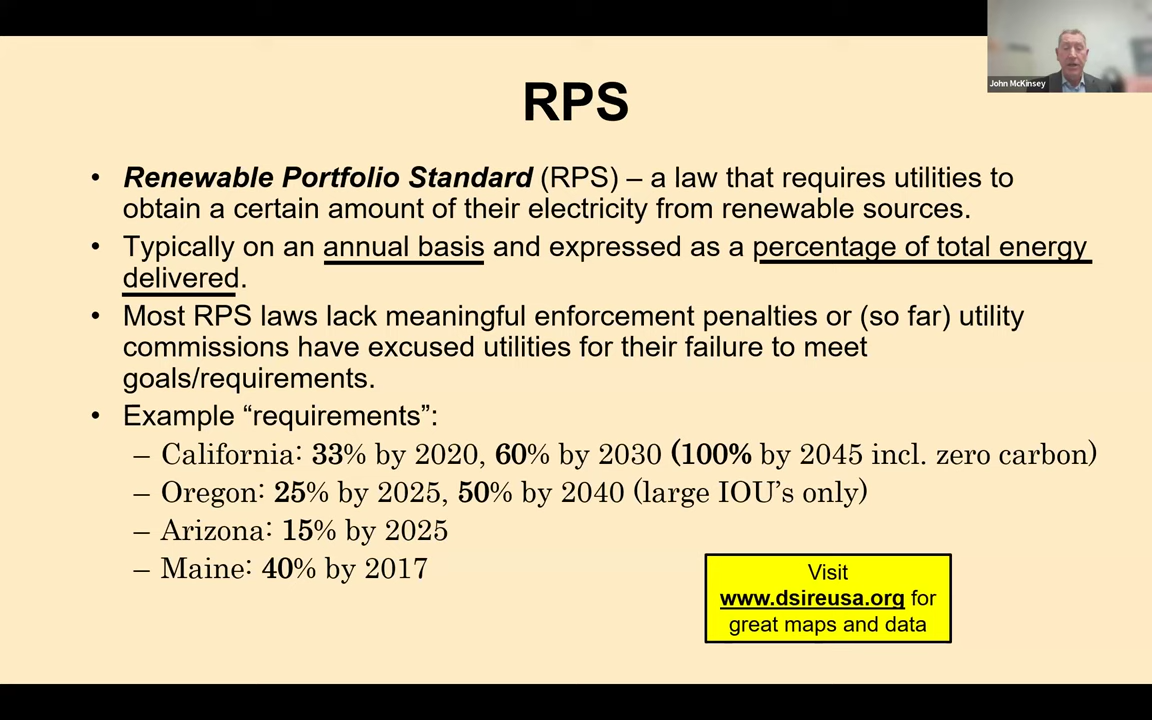 John McKinsey
RPS
• Renewable Portfolio Standard (RPS) – a law that requires utilities to
obtain a certain amount of their electricity from renewable sources.
• Typically on an annual basis and expressed as a percentage of total energy
delivered.
• Most RPS laws lack meaningful enforcement penalties or (so far) utility
commissions have excused utilities for their failure to meet
goals/requirements.
• Example “requirements”:
– California: 33% by 2020, 60% by 2030 (100% by 2045 incl. zero carbon)
– Oregon: 25% by 2025, 50% by 2040 (large IOU’s only)
– Arizona: 15% by 2025
– Maine: 40% by 2017
Visit
www.dsireusa.org for
great maps and data